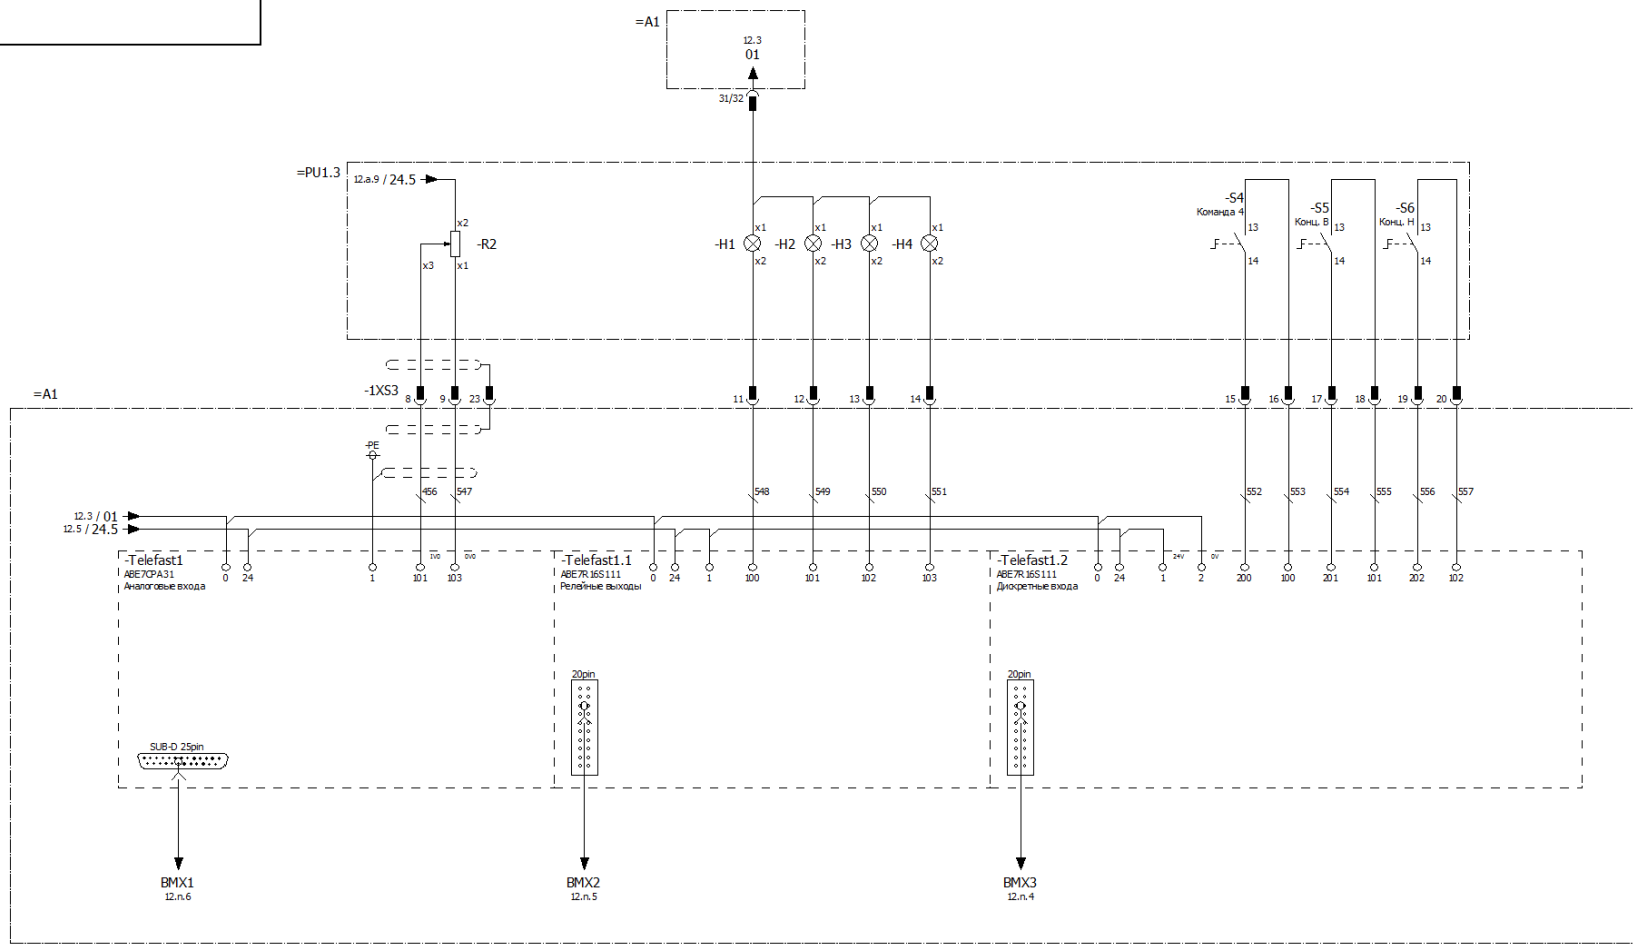 =A1
12.3
01
31/32
=PU1.3
12.a.9 / 24.5
x2
-R2
x3
x1
-H1
x1
x2
-H2
x1
x2
-H3
x1
x2
-H4
x1
x2
-S4
Команда 4
13
14
-S5
Конц. В
13
14
-S6
Конц. Н
13
14
=A1
-1XS3
8
9
23
11
12
13
14
15
16
17
18
19
20
-PE
456
547
548
549
550
551
552
553
554
555
556
557
12.3 / 01
12.5 / 24.5
-Telefast1
ABE7CPA31
Аналоговые входа
0
24
1
1V0
101
0V0
103
-Telefast1.1
ABE7R16S111
Релейные выходы
0
24
1
100
101
102
103
-Telefast1.2
ABE7R16S111
Дискретные входа
0
24
1
24V
2
0V
200
100
201
101
202
102
SUB-D 25pin
20pin
20pin
BMX1
12.п.6
BMX2
12.п.5
BMX3
12.п.4